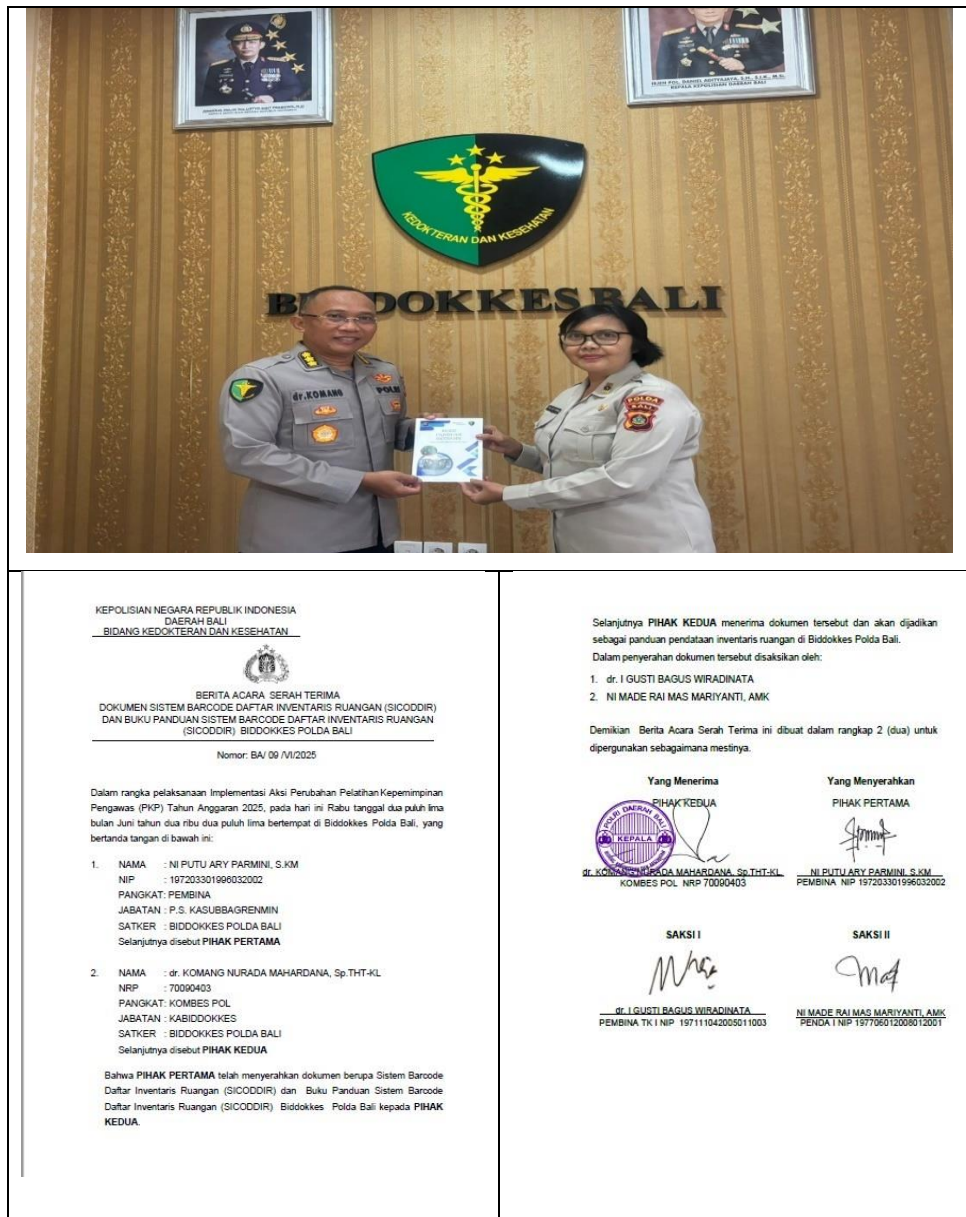 KEPALA KEPOLISIAN DAERAH BALI
KEDOKTERAN DAN KESEHATAN
BALI
dr.KOMANG
POLRI
POLDA
BALI
KEPOLISIAN NEGARA REPUBLIK INDONESIA
DAERAH BALI
BIDANG KEDOKTERAN DAN KESEHATAN
BERITA ACARA SERAH TERIMA
DOKUMEN SISTEM BARCODE DAFTAR INVENTARIS RUANGAN (SICODDIR)
DAN BUKU PANDUAN SISTEM BARCODE DAFTAR INVENTARIS RUANGAN
(SICODDIR) BIDDOKKES POLDA BALI
Nomor: BA/ 09 /VI/2025
Dalam rangka pelaksanaan Implementasi Aksi Perubahan Pelatihan Kepemimpinan
Pengawas (PKP) Tahun Anggaran 2025, pada hari ini Rabu tanggal dua puluh lima
bulan Juni tahun dua ribu dua puluh lima bertempat di Biddokkes Polda Bali, yang
bertanda tangan di bawah ini:
1. NAMA : NI PUTU ARY PARMINI, S.KM
NIP : 197203301996032002
PANGKAT: PEMBINA
JABATAN : P.S. KASUBBAGRENMIN
SATKER : BIDDOKKES POLDA BALI
Selanjutnya disebut PIHAK PERTAMA
2. NAMA : dr. KOMANG NURADA MAHARDANA, Sp.THT-KL
NRP : 70090403
PANGKAT: KOMBES POL
JABATAN : KABIDDOKKES
SATKER : BIDDOKKES POLDA BALI
Selanjutnya disebut PIHAK KEDUA
Bahwa PIHAK PERTAMA telah menyerahkan dokumen berupa Sistem Barcode
Daftar Inventaris Ruangan (SICODDIR) dan Buku Panduan Sistem Barcode
Daftar Inventaris Ruangan (SICODDIR) Biddokkes Polda Bali kepada PIHAK
KEDUA.
Selanjutnya PIHAK KEDUA menerima dokumen tersebut dan akan dijadikan
sebagai panduan pendataan inventaris ruangan di Biddokkes Polda Bali.
Dalam penyerahan dokumen tersebut disaksikan oleh:
1. dr. I GUSTI BAGUS WIRADINATA
2. NI MADE RAI MAS MARIYANTI, AMK
Demikian Berita Acara Serah Terima ini dibuat dalam rangkap 2 (dua) untuk
dipergunakan sebagaimana mestinya.
Yang Menerima
PIHAK KEDUA
POLRI DAERAH BALI
KEPALA
dr. KOMANG NURADA MAHARDANA, Sp.THT-KL
KOMBES POL NRP 70090403
Yang Menyerahkan
PIHAK PERTAMA
NI PUTU ARY PARMINI, S.KM
PEMBINA NIP 197203301996032002
SAKSI I
dr. I GUSTI BAGUS WIRADINATA
PEMBINA TK I NIP 197111042005011003
SAKSI II
NI MADE RAI MAS MARIYANTI, AMK
PENDA I NIP 197706012008012001